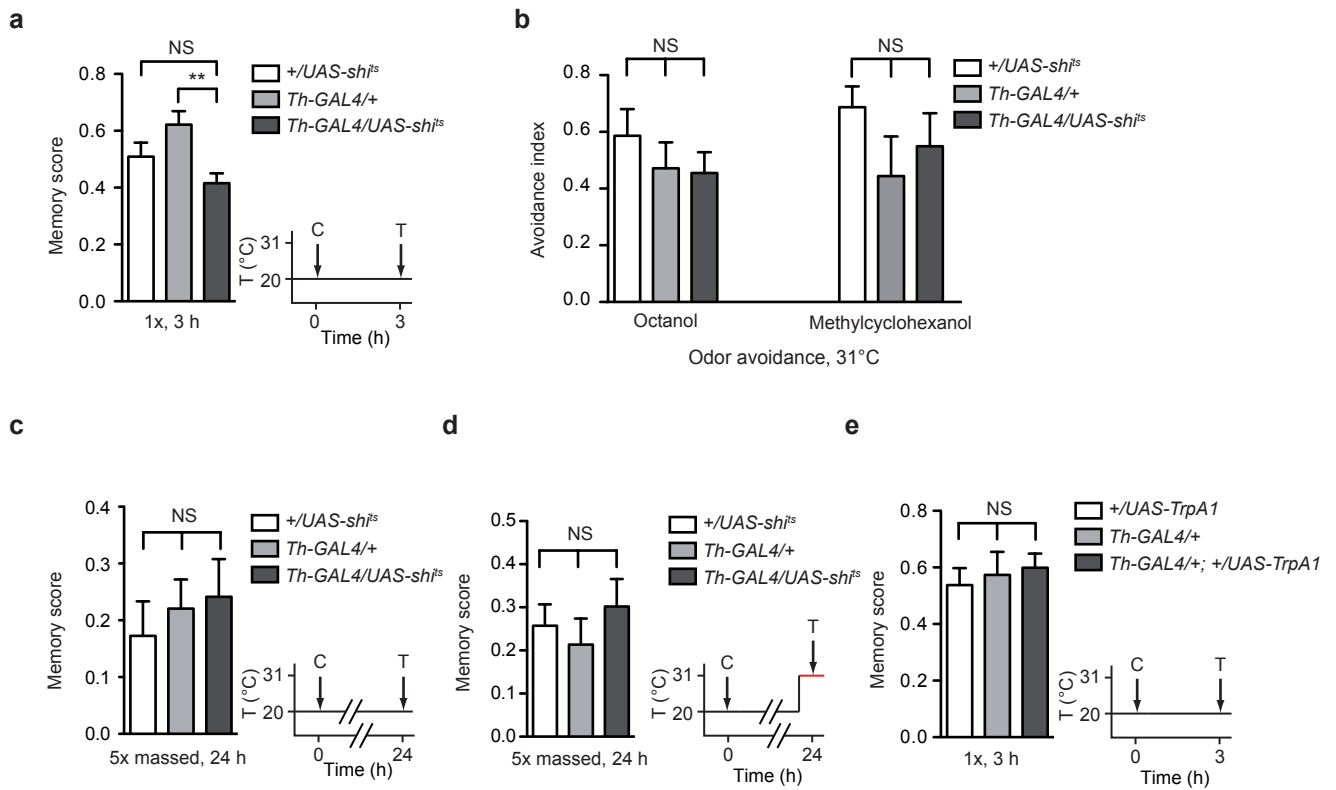 a
NS
**
+/UAS-shiᵗˢ
Th-GAL4/+
Th-GAL4/UAS-shiᵗˢ
Memory score
0.8
0.6
0.4
0.2
0.0
1x, 3 h
T (°C)
31
20
C
T
0
3
Time (h)
b
NS
NS
+/UAS-shiᵗˢ
Th-GAL4/+
Th-GAL4/UAS-shiᵗˢ
Avoidance index
0.8
0.6
0.4
0.2
0.0
Octanol
Methylcyclohexanol
Odor avoidance, 31°C
c
NS
+/UAS-shiᵗˢ
Th-GAL4/+
Th-GAL4/UAS-shiᵗˢ
Memory score
0.4
0.3
0.2
0.1
0.0
5x massed, 24 h
T (°C)
31
20
C
T
0
24
Time (h)
d
NS
+/UAS-shiᵗˢ
Th-GAL4/+
Th-GAL4/UAS-shiᵗˢ
Memory score
0.5
0.4
0.3
0.2
0.1
0.0
5x massed, 24 h
T (°C)
31
20
C
T
0
24
Time (h)
e
NS
+/UAS-TrpA1
Th-GAL4/+
Th-GAL4/+; +/UAS-TrpA1
Memory score
0.8
0.6
0.4
0.2
0.0
1x, 3 h
T (°C)
31
20
C
T
0
3
Time (h)